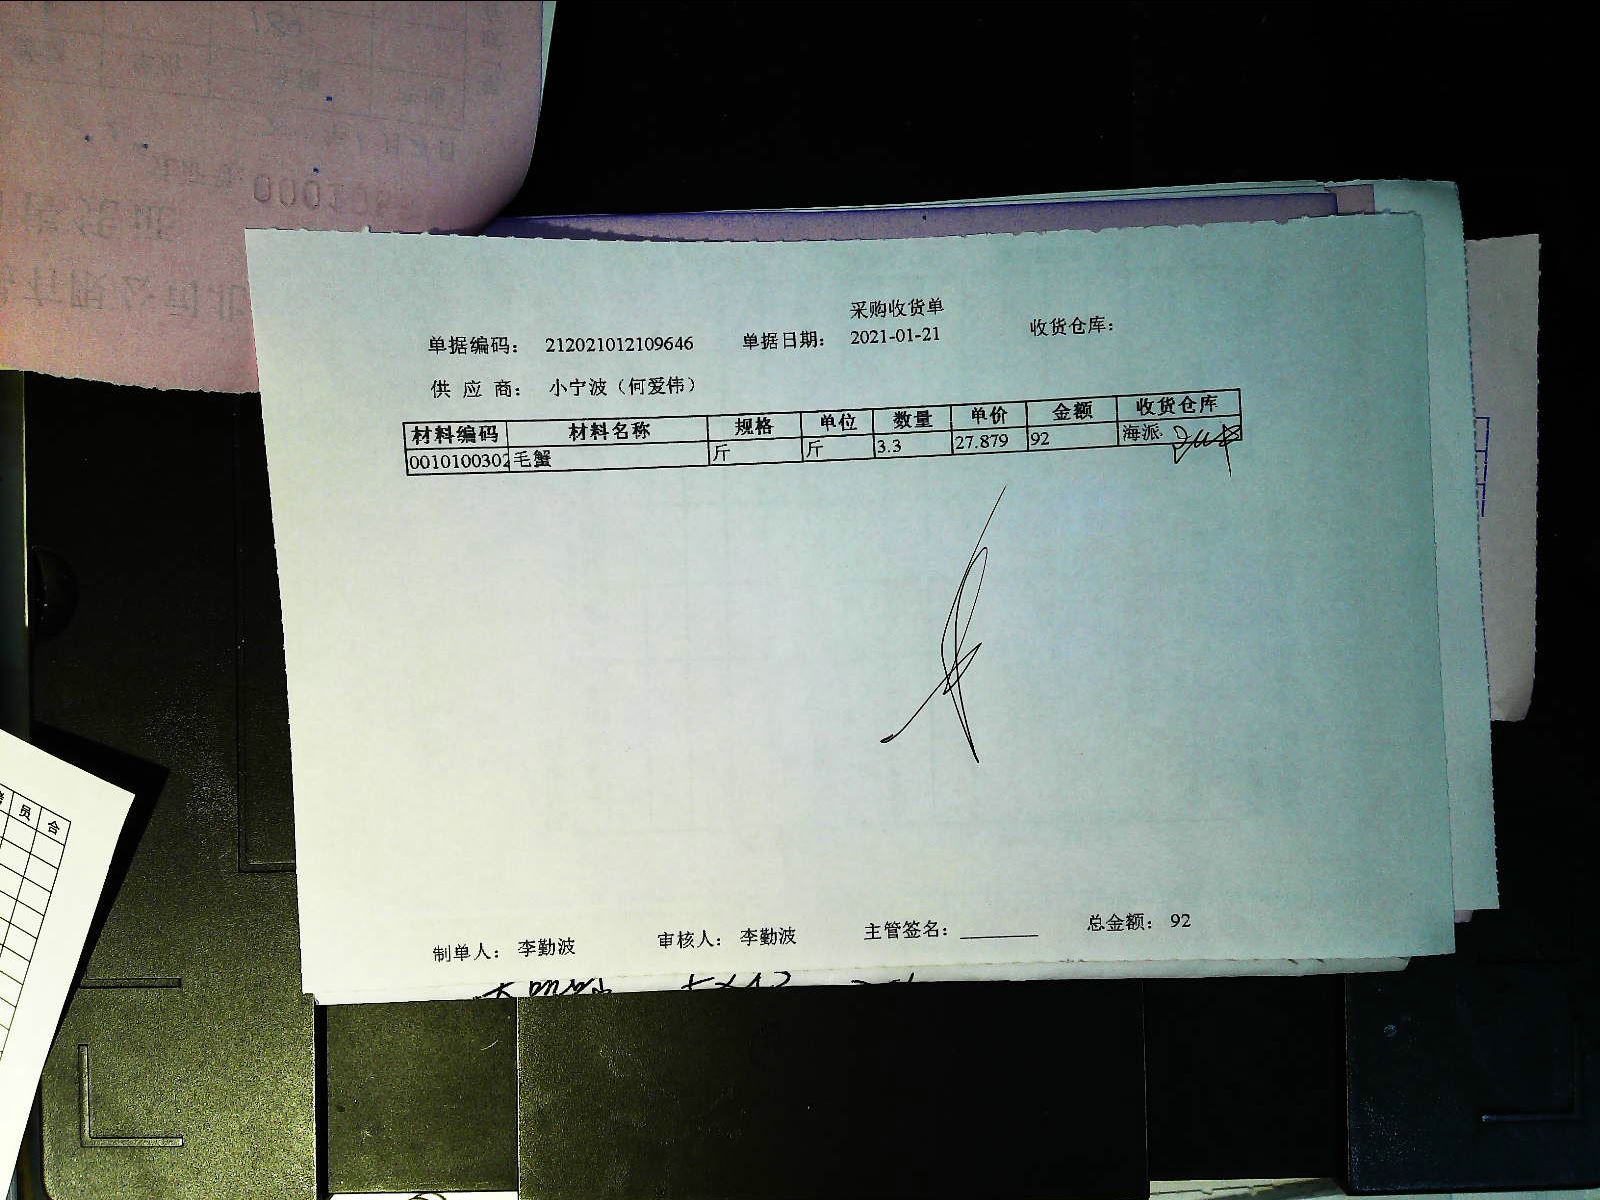 采购收货单
单据编码： 212021012109646 单据日期： 2021-01-21 收货仓库：
供 应 商： 小宁波（何爱伟）
材料编码 材料名称 规格 单位 数量 单价 金额 收货仓库
0010100302 毛蟹 斤 斤 3.3 27.879 92 海派
制单人： 李勤波 审核人： 李勤波 主管签名：________ 总金额： 92
员 合